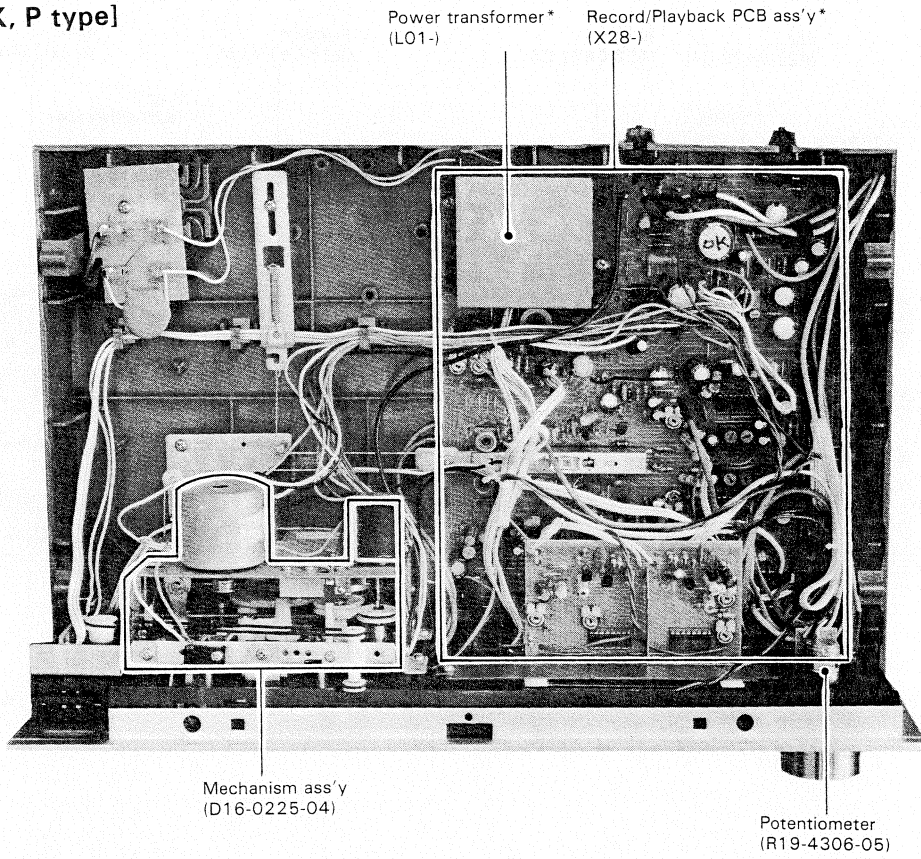 K, P type]
Power transformer*
(L01-)
Record/Playback PCB ass'y*
(X28-)
OK
Mechanism ass'y
(D16-0225-04)
Potentiometer
(R19-4306-05)